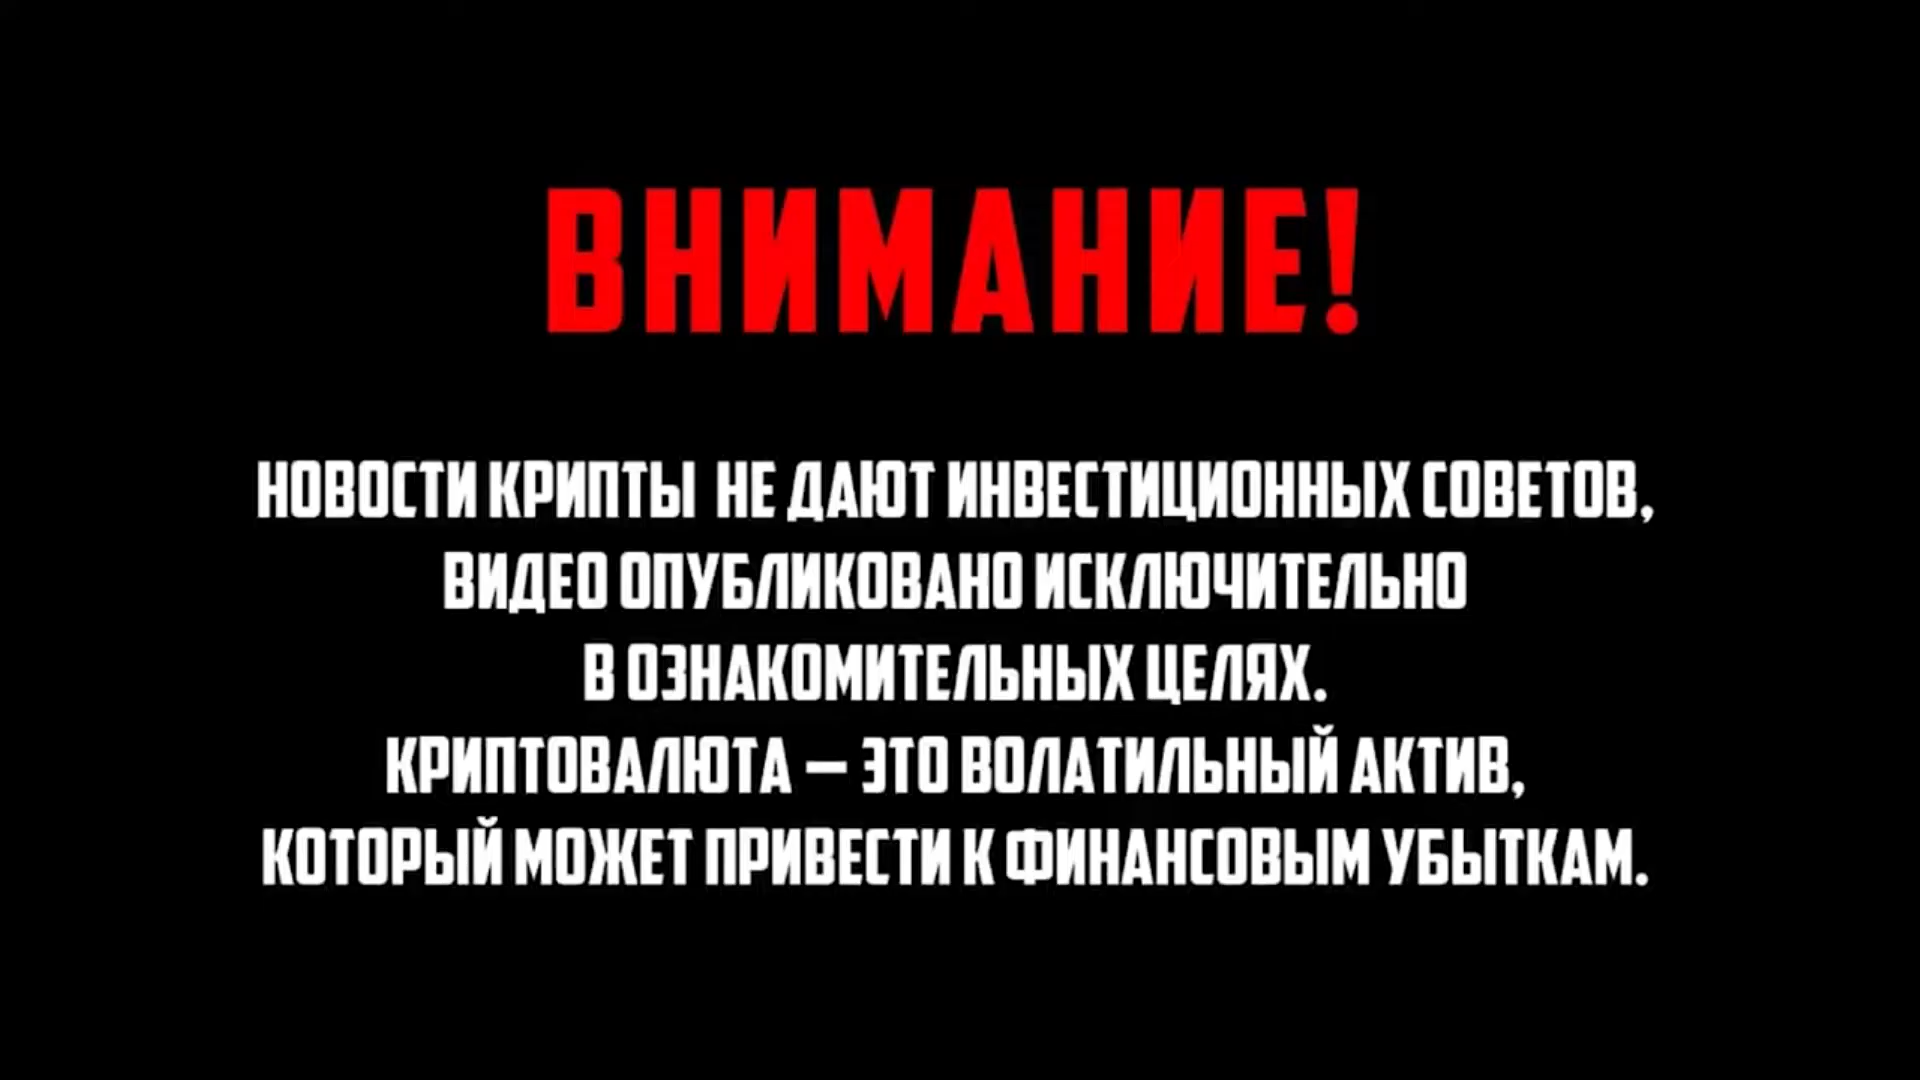 ВНИМАНИЕ!
НОВОСТИ КРИПТЫ НЕ ДАЮТ ИНВЕСТИЦИОННЫХ СОВЕТОВ,
ВИДЕО ОПУБЛИКОВАНО ИСКЛЮЧИТЕЛЬНО
В ОЗНАКОМИТЕЛЬНЫХ ЦЕЛЯХ.
КРИПТОВАЛЮТА — ЭТО ВОЛАТИЛЬНЫЙ АКТИВ,
КОТОРЫЙ МОЖЕТ ПРИВЕСТИ К ФИНАНСОВЫМ УБЫТКАМ.